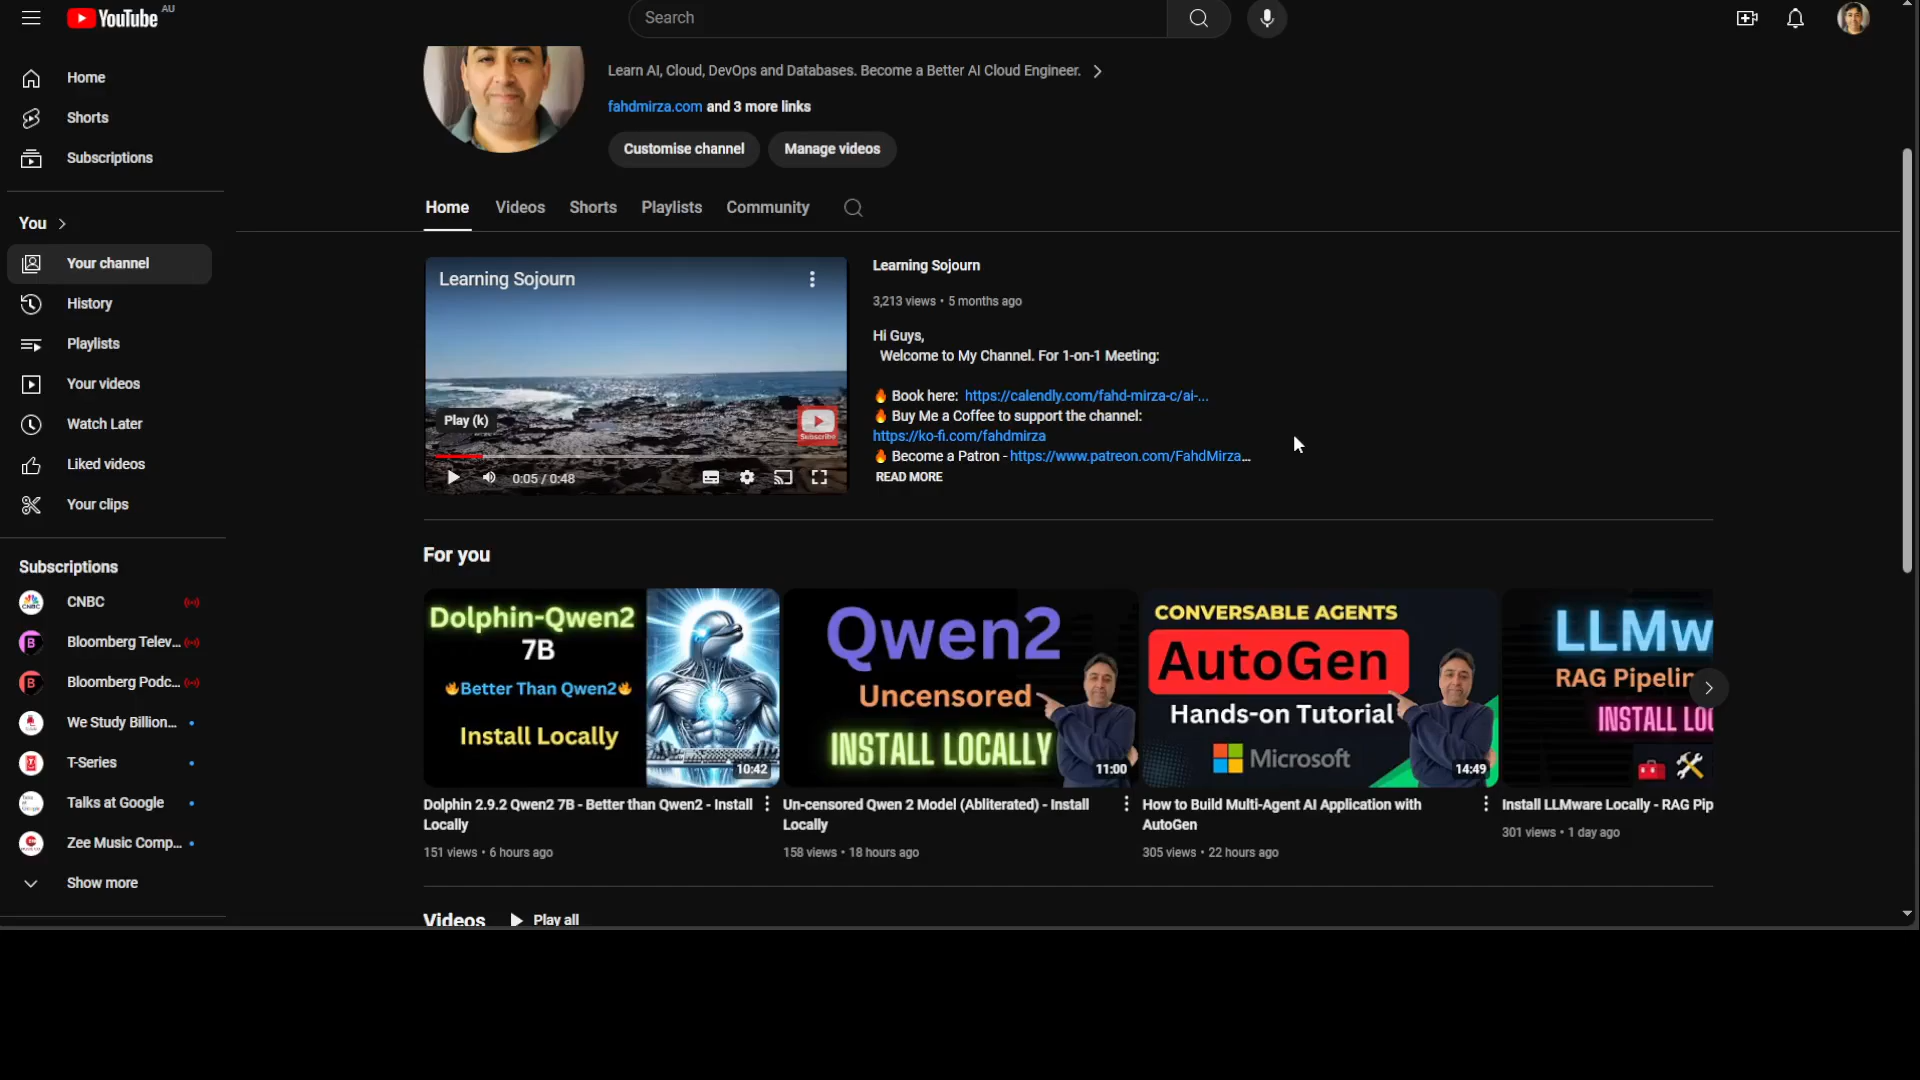 YouTube AU
Search
Home
Shorts
Subscriptions
You
Your channel
History
Playlists
Your videos
Watch Later
Liked videos
Your clips
Subscriptions
CNBC
Bloomberg Telev...
Bloomberg Podc...
We Study Billion...
T-Series
Talks at Google
Zee Music Comp...
Show more
Learn AI, Cloud, DevOps and Databases. Become a Better AI Cloud Engineer.
fahdmirza.com and 3 more links
Customise channel
Manage videos
Home
Videos
Shorts
Playlists
Community
Learning Sojourn
Play (k)
Subscribe
0:05 / 0:48
Learning Sojourn
3,213 views • 5 months ago
Hi Guys,
Welcome to My Channel. For 1-on-1 Meeting:
🔥 Book here: https://calendly.com/fahd-mirza-c/ai-...
🔥 Buy Me a Coffee to support the channel:
https://ko-fi.com/fahdmirza
🔥 Become a Patron - https://www.patreon.com/FahdMirza...
READ MORE
For you
Dolphin-Qwen2
7B
🔥Better Than Qwen2🔥
Install Locally
10:42
Dolphin 2.9.2 Qwen2 7B - Better than Qwen2 - Install
Locally
151 views • 6 hours ago
Qwen2
Uncensored
INSTALL LOCALLY
11:00
Un-censored Qwen 2 Model (Abliterated) - Install
Locally
158 views • 18 hours ago
CONVERSABLE AGENTS
AutoGen
Hands-on Tutorial
Microsoft
14:49
How to Build Multi-Agent AI Application with
AutoGen
305 views • 22 hours ago
LLMw
RAG Pipelin
INSTALL LOC
Install LLMware Locally - RAG Pip
301 views • 1 day ago
Videos
Play all